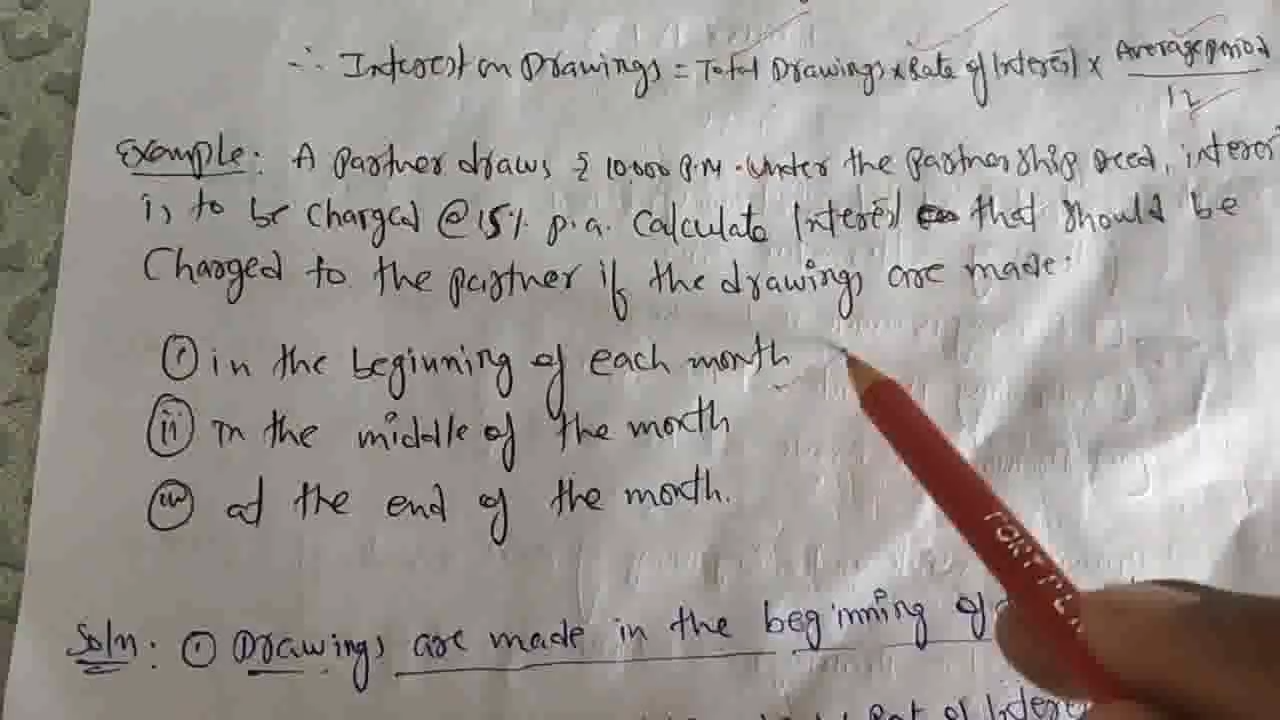 ∴ Interest on Drawings = Total Drawings x Rate of Interest x Average period
12
Example: A partner draws ₹ 10,000 P.M. Under the partnership Deed, interes
is to be charged @ 15% p.a. Calculate Interest that should be
Charged to the partner if the drawings are made:
(i) in the beginning of each month
(ii) in the middle of the month
(iii) at the end of the month.
Soln: (i) Drawings are made in the beginning of
of Intere